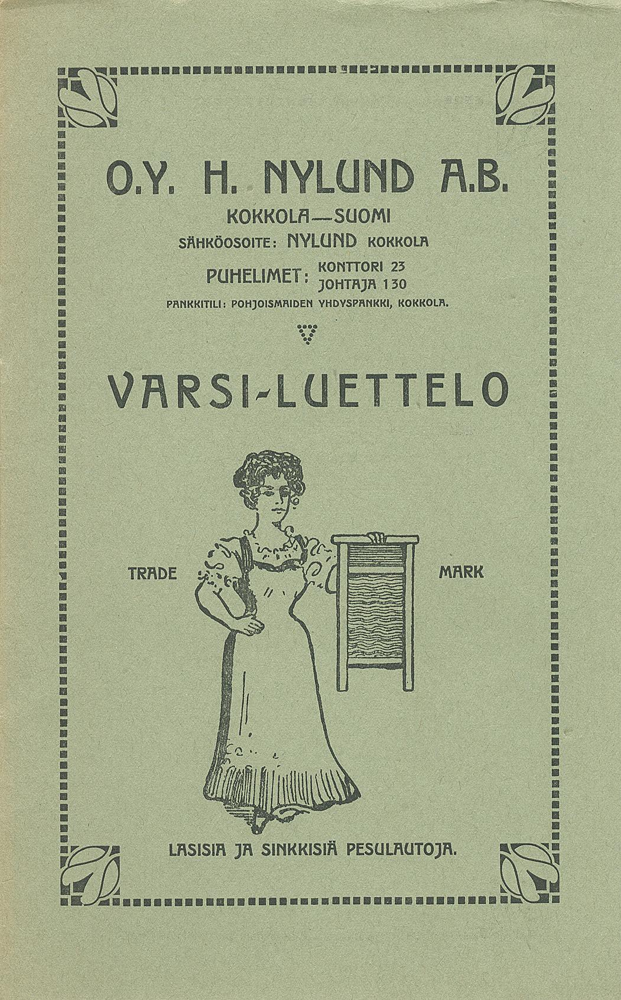 O.Y. H. NYLUND A.B.
KOKKOLA—SUOMI
SÄHKÖOSOITE: NYLUND KOKKOLA
PUHELIMET: KONTTORI 23
JOHTAJA 130
PANKKITILI: POHJOISMAIDEN YHDYSPANKKI, KOKKOLA.
VARSI-LUETTELO
TRADE MARK
LASISIA JA SINKKISIÄ PESULAUTOJA.